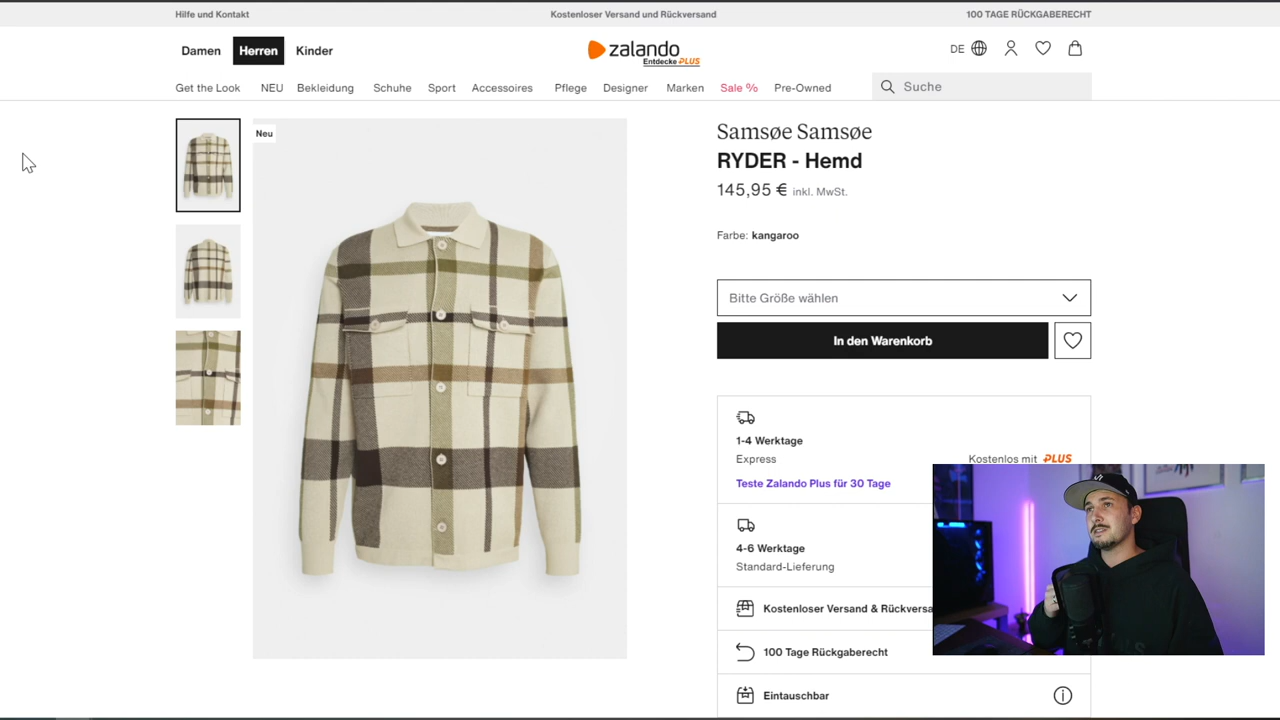 Hilfe und Kontakt
Kostenloser Versand und Rückversand
100 TAGE RÜCKGABERECHT
Damen
Herren
Kinder
zalando
Entdecke PLUS
DE
Get the Look
NEU
Bekleidung
Schuhe
Sport
Accessoires
Pflege
Designer
Marken
Sale %
Pre-Owned
Suche
Neu
Samsøe Samsøe
RYDER - Hemd
145,95 € inkl. MwSt.
Farbe: kangaroo
Bitte Größe wählen
In den Warenkorb
1-4 Werktage
Express
Kostenlos mit PLUS
Teste Zalando Plus für 30 Tage
4-6 Werktage
Standard-Lieferung
Kostenloser Versand & Rückversa
100 Tage Rückgaberecht
Eintauschbar